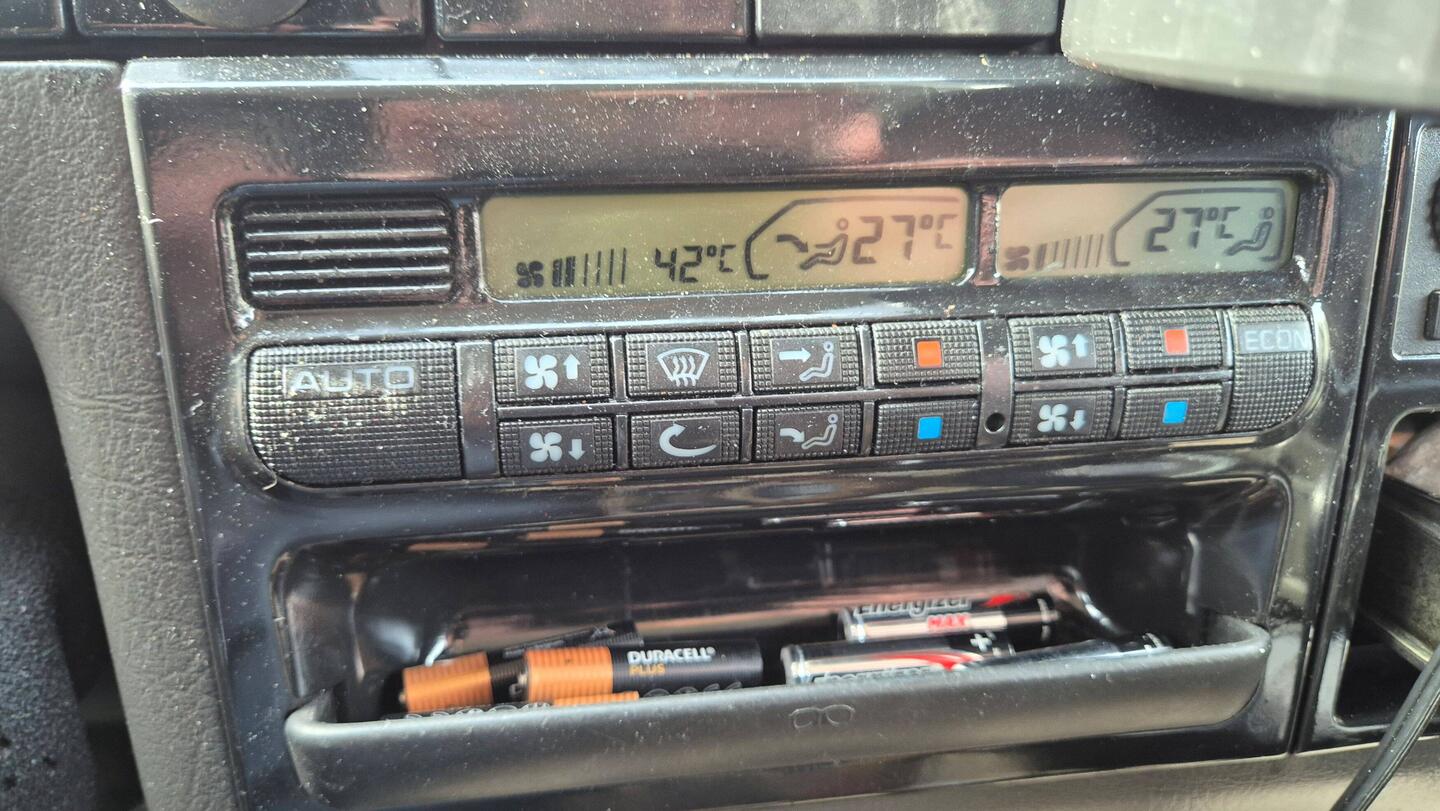 42°C
27°C
27°C
AUTO
ECON
energizer
MAX
DURACELL®
PLUS